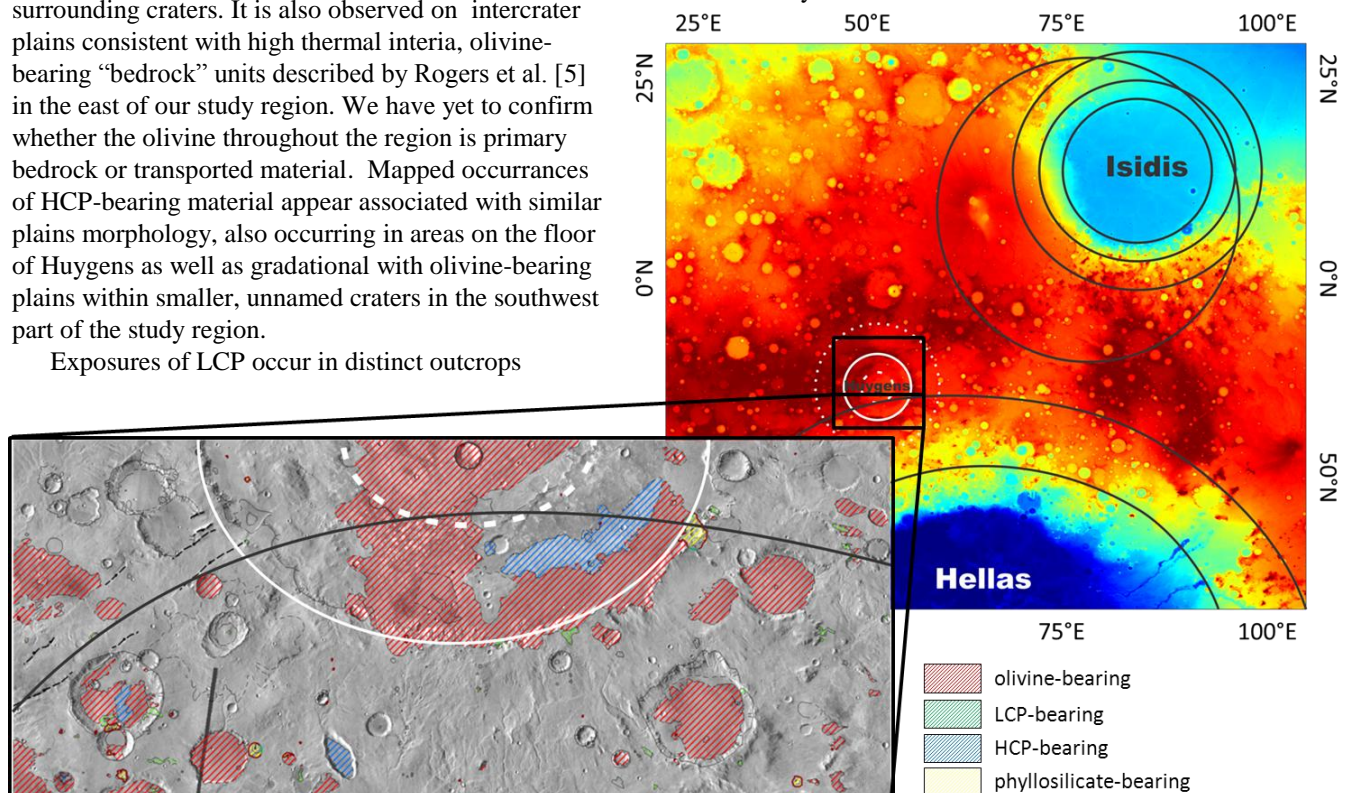 surrounding craters. It is also observed on intercrater
plains consistent with high thermal interia, olivine-
bearing “bedrock” units described by Rogers et al. [5]
in the east of our study region. We have yet to confirm
whether the olivine throughout the region is primary
bedrock or transported material. Mapped occurrances
of HCP-bearing material appear associated with similar
plains morphology, also occurring in areas on the floor
of Huygens as well as gradational with olivine-bearing
plains within smaller, unnamed craters in the southwest
part of the study region.
Exposures of LCP occur in distinct outcrops
25°E 50°E 75°E 100°E
25°N
25°N
0°N
0°N
50°N
Isidis
Huygens
Hellas
75°E 100°E
olivine-bearing
LCP-bearing
HCP-bearing
phyllosilicate-bearing